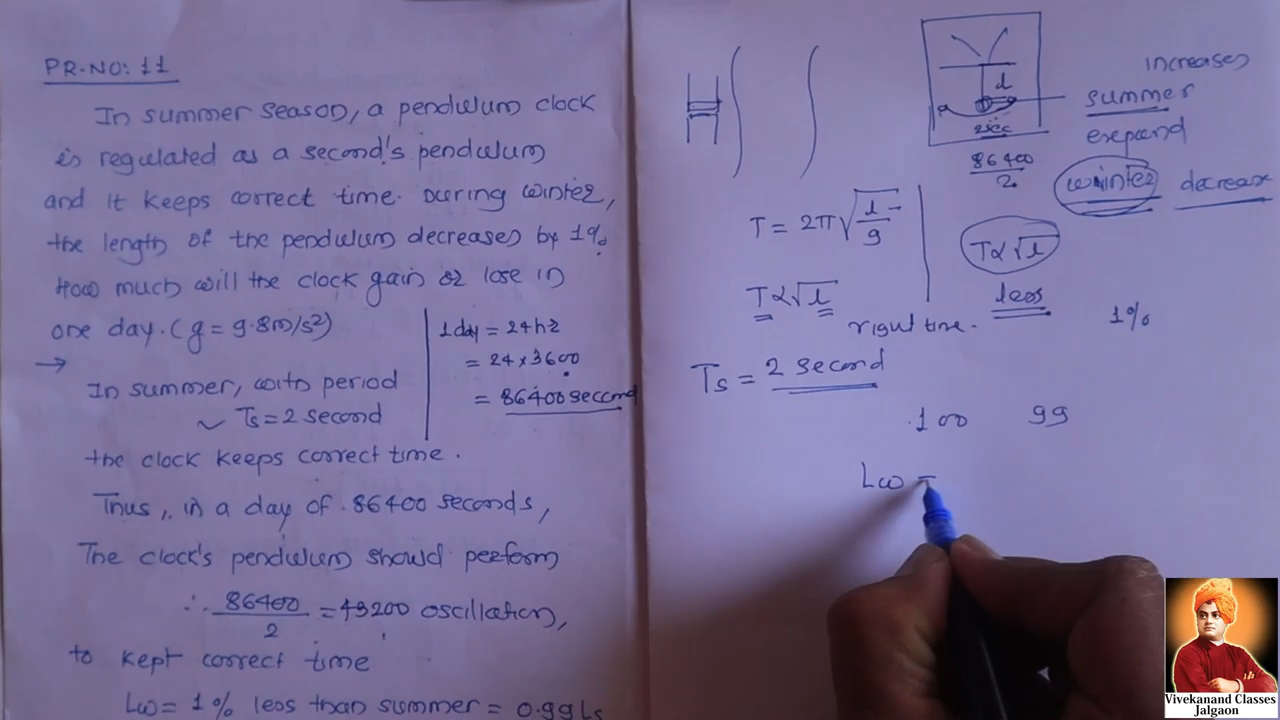 PR.NO: 11
In summer season, a pendulum clock
is regulated as a second's pendulum
and it keeps correct time. During winter,
the length of the pendulum decreases by 1%.
How much will the clock gain or lose in
one day. (g = 9.8m/s²)
→
In summer, with period
~ Ts = 2 second
the clock keeps correct time.
1 day = 24hr
= 24 × 3600
= 86400 second
Thus, in a day of 86400 seconds,
The clock's pendulum should perform
∴ 86400/2 = 43200 oscillation,
to kept correct time
Lw = 1% less than summer = 0.99Ls
d
2sec
86400
2
increases
summer
expand
winter decrease
T = 2π√(l/g)
T∝√l
T∝√l
less
right time.
1%
Ts = 2 second
100 99
Lw =
Vivekanand Classes
Jalgaon